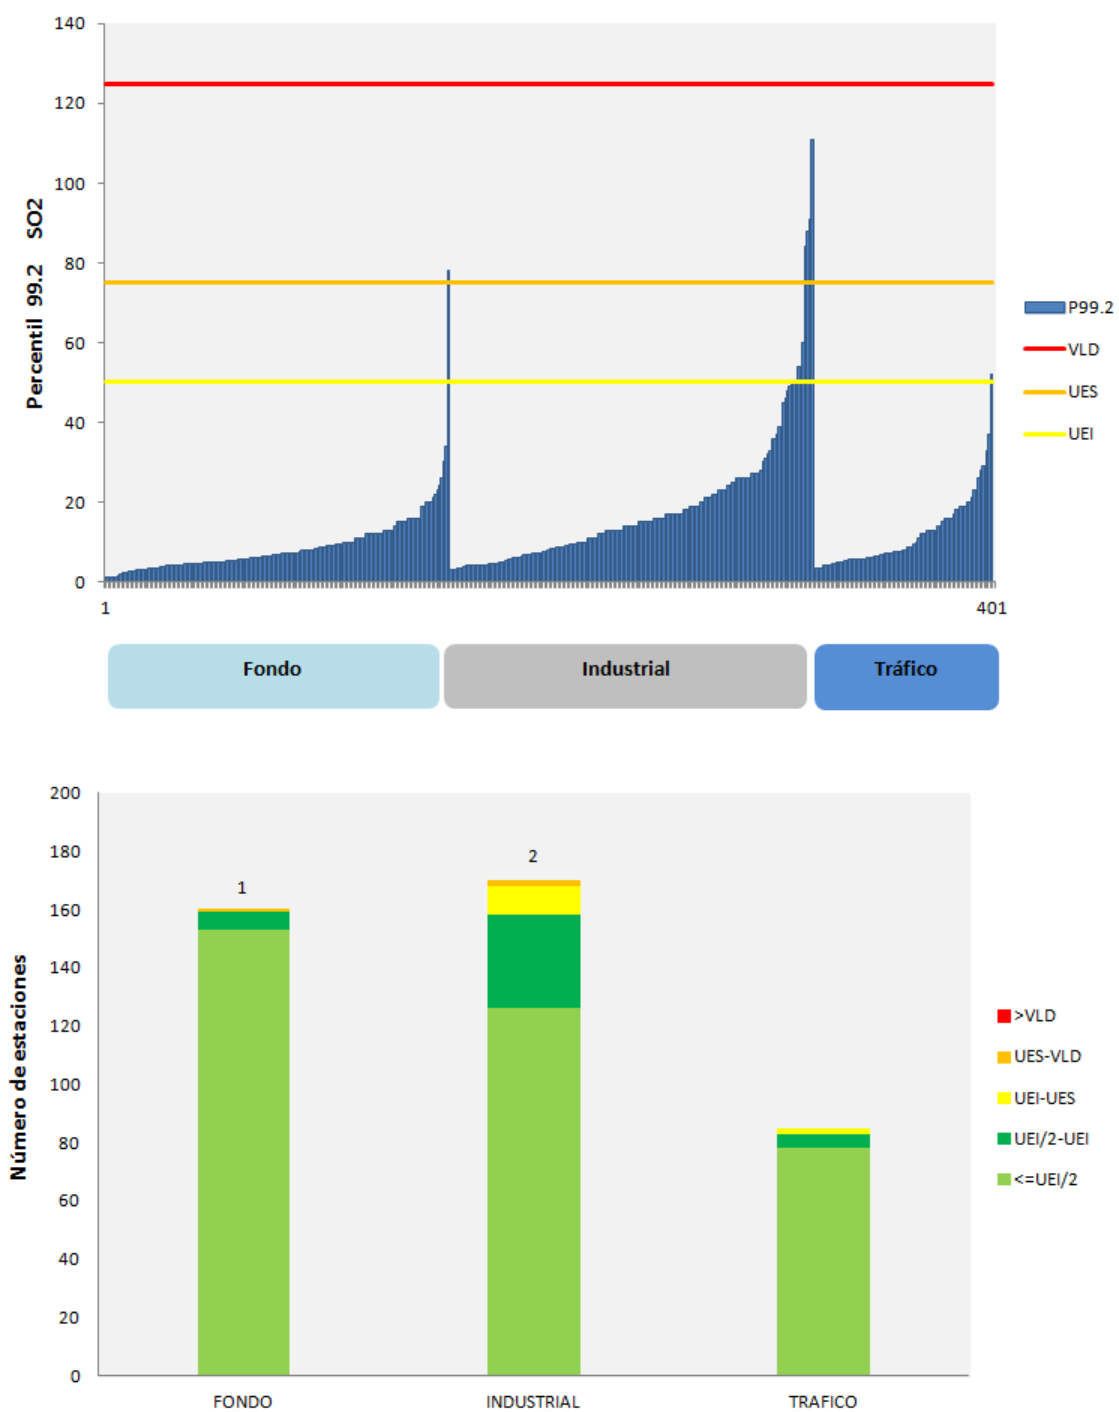 140
120
100
80
60
40
20
0
Percentil 99.2 SO2
1
401
P99.2
VLD
UES
UEI
Fondo
Industrial
Tráfico
200
180
160
140
120
100
80
60
40
20
0
Número de estaciones
1
2
FONDO
INDUSTRIAL
TRAFICO
>VLD
UES-VLD
UEI-UES
UEI/2-UEI
<=UEI/2